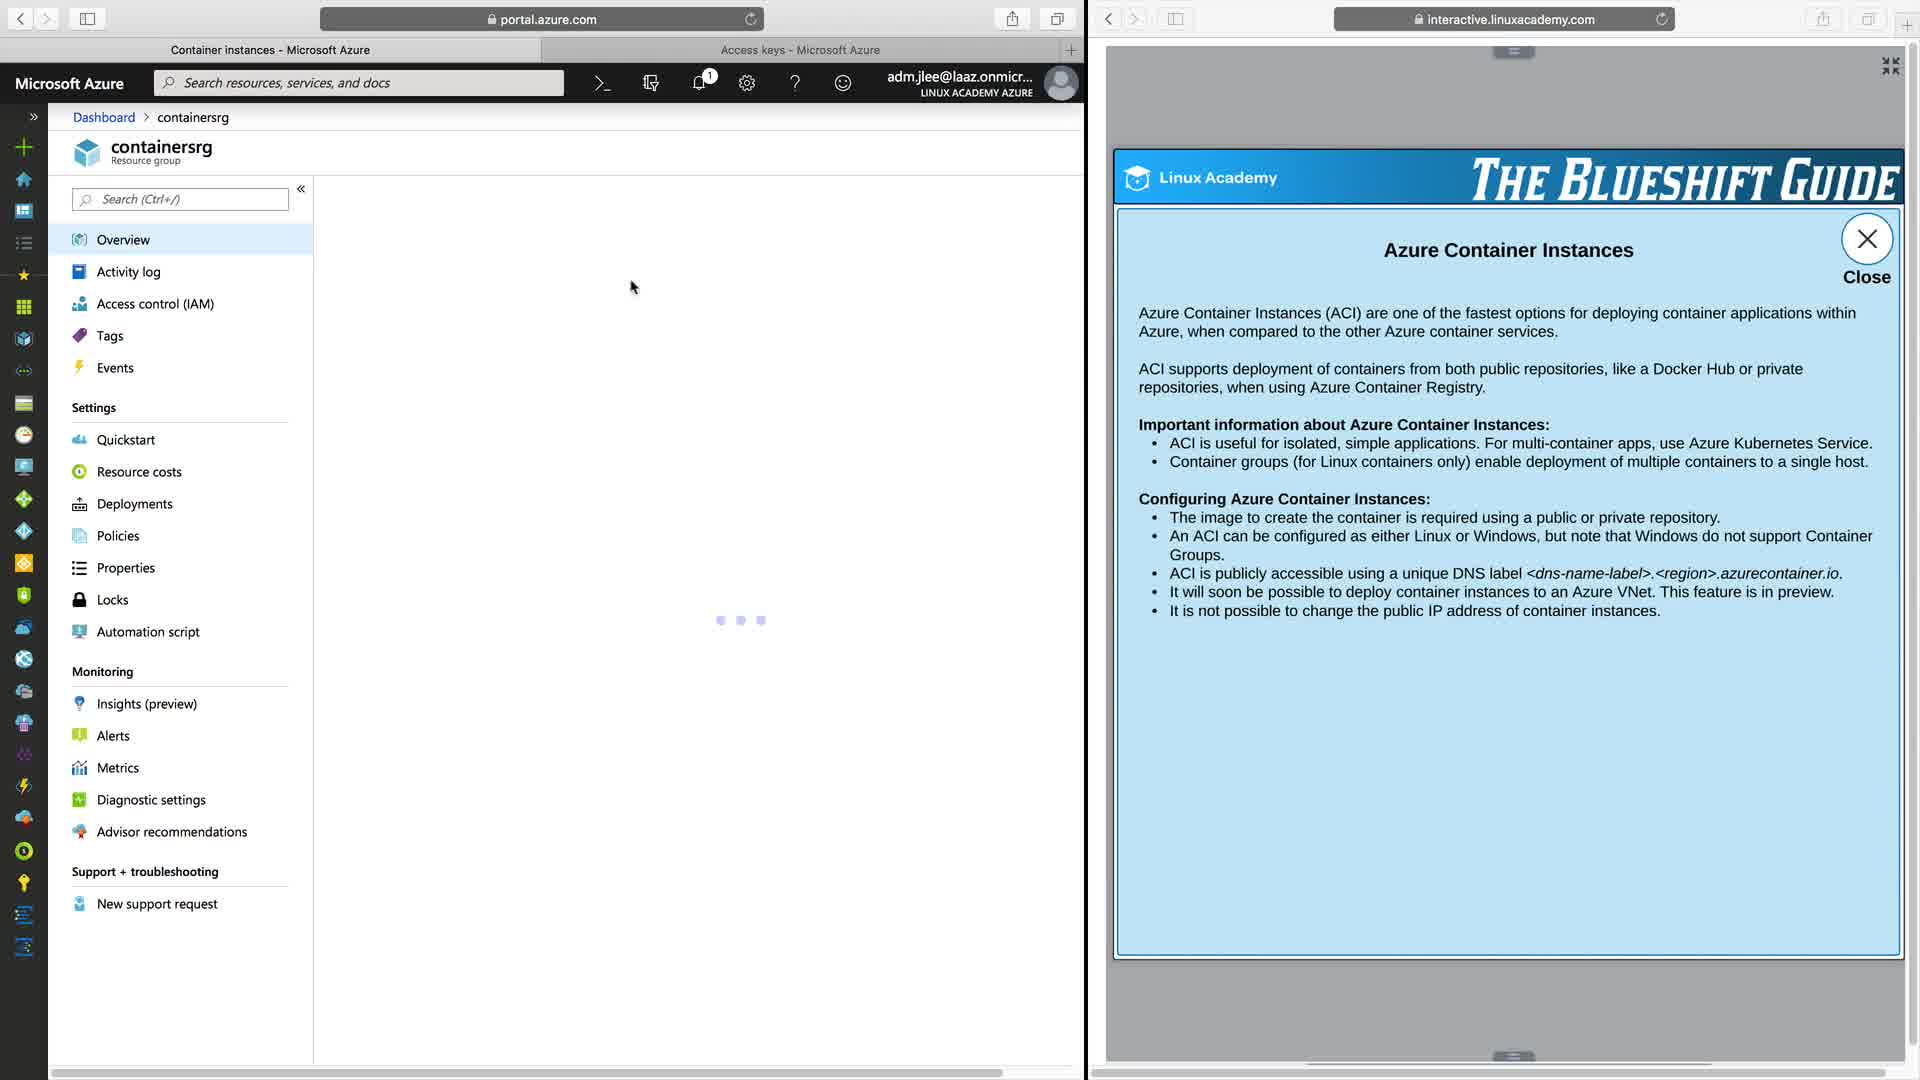 portal.azure.com
Container instances - Microsoft Azure
Access keys - Microsoft Azure
Microsoft Azure
Search resources, services, and docs
1
adm.jlee@laaz.onmicr...
LINUX ACADEMY AZURE
Dashboard > containersrg
containersrg
Resource group
Search (Ctrl+/)
Overview
Activity log
Access control (IAM)
Tags
Events
Settings
Quickstart
Resource costs
Deployments
Policies
Properties
Locks
Automation script
Monitoring
Insights (preview)
Alerts
Metrics
Diagnostic settings
Advisor recommendations
Support + troubleshooting
New support request
interactive.linuxacademy.com
Linux Academy
THE BLUESHIFT GUIDE
Azure Container Instances
Close
Azure Container Instances (ACI) are one of the fastest options for deploying container applications within
Azure, when compared to the other Azure container services.
ACI supports deployment of containers from both public repositories, like a Docker Hub or private
repositories, when using Azure Container Registry.
Important information about Azure Container Instances:
• ACI is useful for isolated, simple applications. For multi-container apps, use Azure Kubernetes Service.
• Container groups (for Linux containers only) enable deployment of multiple containers to a single host.
Configuring Azure Container Instances:
• The image to create the container is required using a public or private repository.
• An ACI can be configured as either Linux or Windows, but note that Windows do not support Container
Groups.
• ACI is publicly accessible using a unique DNS label <dns-name-label>.<region>.azurecontainer.io.
• It will soon be possible to deploy container instances to an Azure VNet. This feature is in preview.
• It is not possible to change the public IP address of container instances.